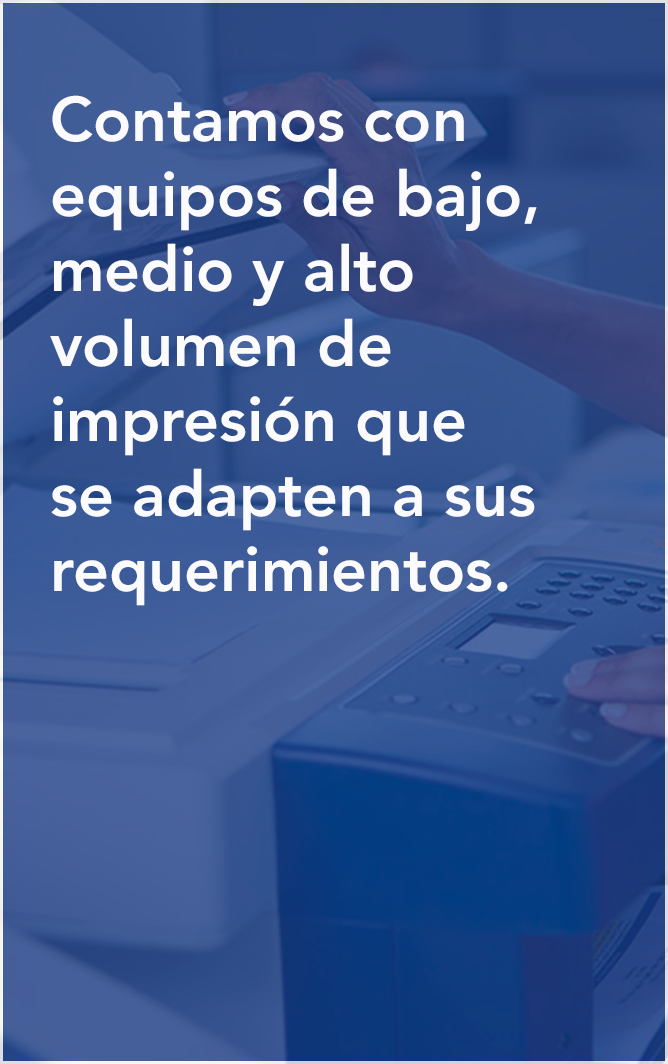 Contamos con
equipos de bajo,
medio y alto
volumen de
impresión que
se adapten a sus
requerimientos.